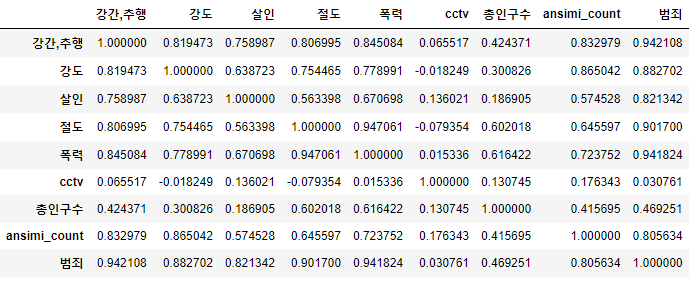 강간,추행 강도 살인 절도 폭력 cctv 총인구수 ansimi_count 범죄
강간,추행 1.000000 0.819473 0.758987 0.806995 0.845084 0.065517 0.424371 0.832979 0.942108
강도 0.819473 1.000000 0.638723 0.754465 0.778991 -0.018249 0.300826 0.865042 0.882702
살인 0.758987 0.638723 1.000000 0.563398 0.670698 0.136021 0.186905 0.574528 0.821342
절도 0.806995 0.754465 0.563398 1.000000 0.947061 -0.079354 0.602018 0.645597 0.901700
폭력 0.845084 0.778991 0.670698 0.947061 1.000000 0.015336 0.616422 0.723752 0.941824
cctv 0.065517 -0.018249 0.136021 -0.079354 0.015336 1.000000 0.130745 0.176343 0.030761
총인구수 0.424371 0.300826 0.186905 0.602018 0.616422 0.130745 1.000000 0.415695 0.469251
ansimi_count 0.832979 0.865042 0.574528 0.645597 0.723752 0.176343 0.415695 1.000000 0.805634
범죄 0.942108 0.882702 0.821342 0.901700 0.941824 0.030761 0.469251 0.805634 1.000000